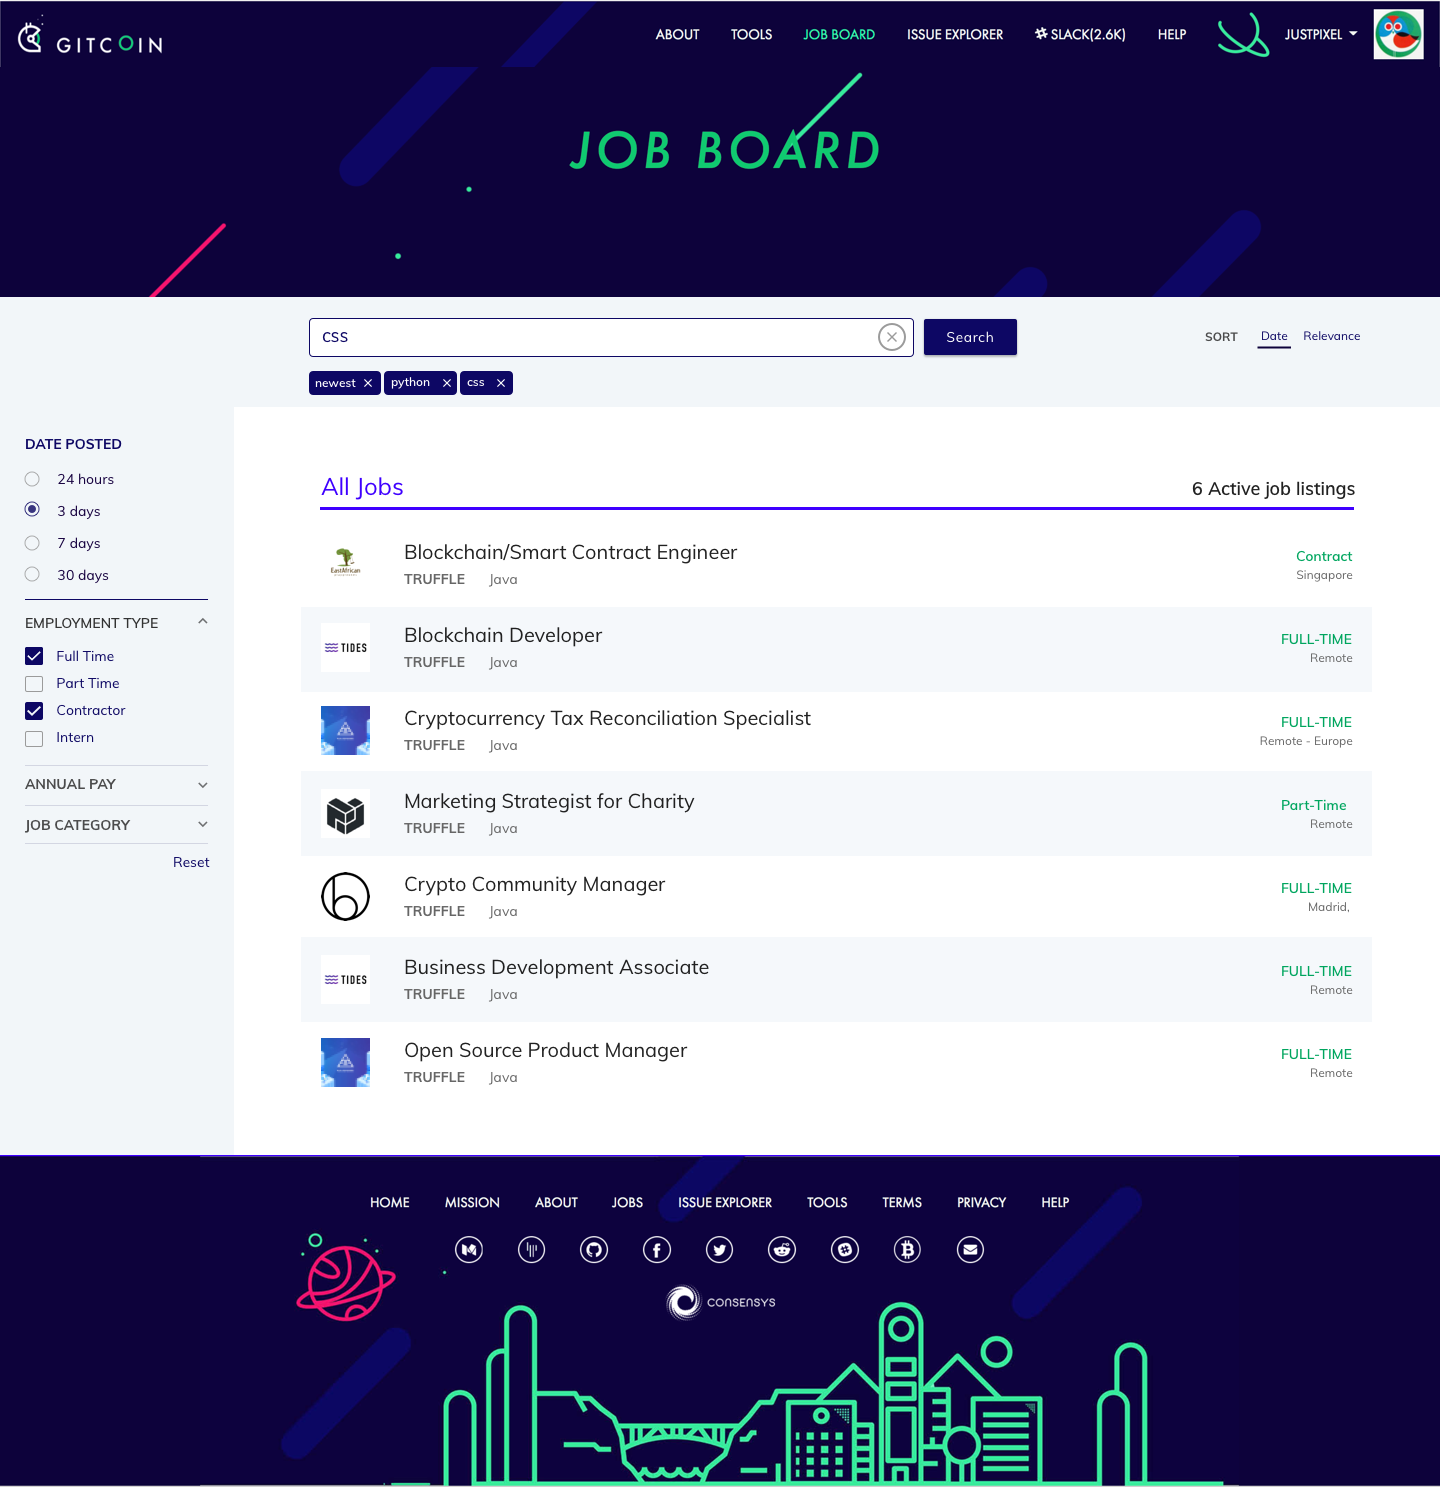 GITCOIN
ABOUT TOOLS JOB BOARD ISSUE EXPLORER SLACK(2.6K) HELP JUSTPIXEL
JOB BOARD
CSS
Search
SORT Date Relevance
newest python css
DATE POSTED
24 hours
3 days
7 days
30 days
EMPLOYMENT TYPE
Full Time
Part Time
Contractor
Intern
ANNUAL PAY
JOB CATEGORY
Reset
All Jobs 6 Active job listings
EastAfrican
Blockchain/Smart Contract Engineer
TRUFFLE Java
Contract
Singapore
TIDES
Blockchain Developer
TRUFFLE Java
FULL-TIME
Remote
Cryptocurrency Tax Reconciliation Specialist
TRUFFLE Java
FULL-TIME
Remote - Europe
Marketing Strategist for Charity
TRUFFLE Java
Part-Time
Remote
Crypto Community Manager
TRUFFLE Java
FULL-TIME
Madrid,
TIDES
Business Development Associate
TRUFFLE Java
FULL-TIME
Remote
Open Source Product Manager
TRUFFLE Java
FULL-TIME
Remote
HOME MISSION ABOUT JOBS ISSUE EXPLORER TOOLS TERMS PRIVACY HELP
CONSENSYS